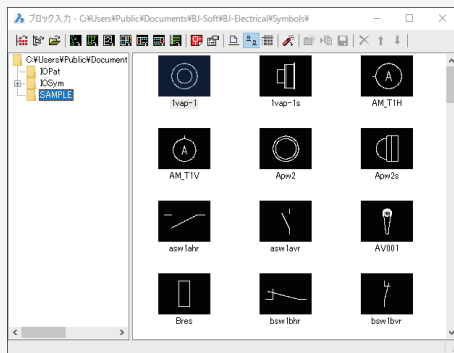 ブロック入力 - C:¥Users¥Public¥Documents¥BJ-Soft¥BJ-Electrical¥Symbols¥
C:¥Users¥Public¥Document
IOPat
IOSym
SAMPLE
1vap-1
1vap-1s
A
AM_T1H
A
AM_T1V
Apw2
Apw2s
asw1ahr
asw1avr
AV001
Bres
bsw1bhr
bsw1bvr